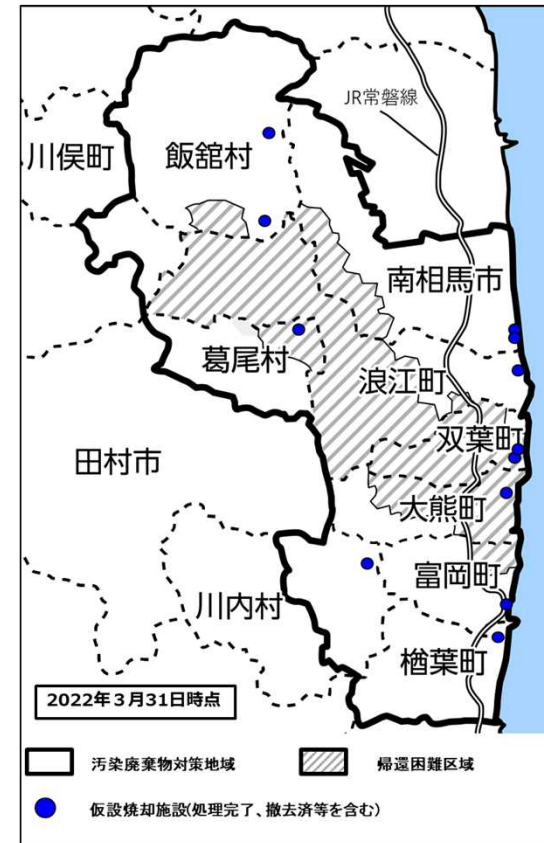 JR常磐線
川俣町
飯舘村
南相馬市
葛尾村
浪江町
双葉町
田村市
大熊町
富岡町
川内村
楢葉町
2022年3月31日時点
汚染廃棄物対策地域
帰還困難区域
仮設焼却施設(処理完了、撤去済等を含む)